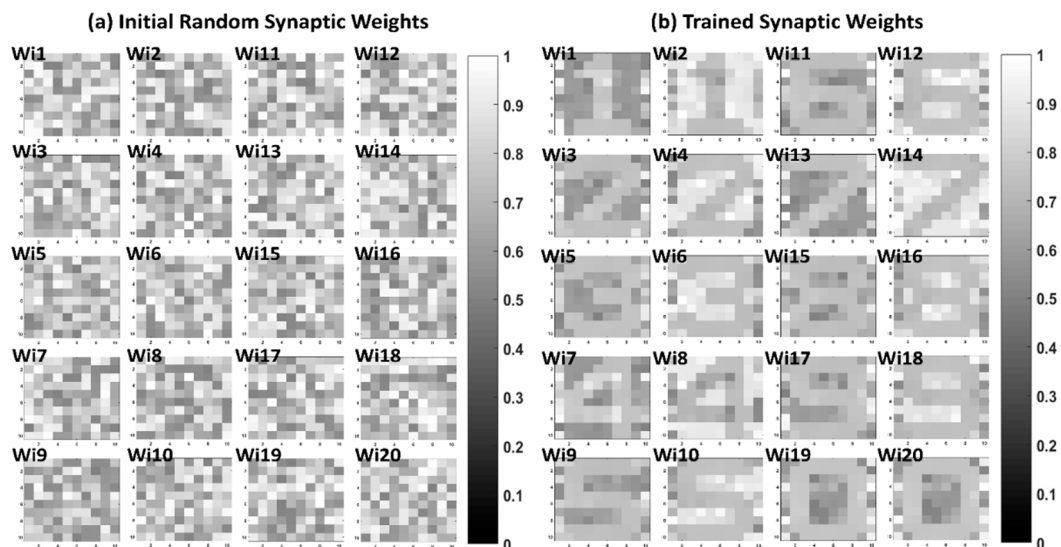 (a) Initial Random Synaptic Weights
Wi1 Wi2 Wi11 Wi12
Wi3 Wi4 Wi13 Wi14
Wi5 Wi6 Wi15 Wi16
Wi7 Wi8 Wi17 Wi18
Wi9 Wi10 Wi19 Wi20
1
0.9
0.8
0.7
0.6
0.5
0.4
0.3
0.2
0.1
0
(b) Trained Synaptic Weights
Wi1 Wi2 Wi11 Wi12
Wi3 Wi4 Wi13 Wi14
Wi5 Wi6 Wi15 Wi16
Wi7 Wi8 Wi17 Wi18
Wi9 Wi10 Wi19 Wi20
1
0.9
0.8
0.7
0.6
0.5
0.4
0.3
0.2
0.1
0